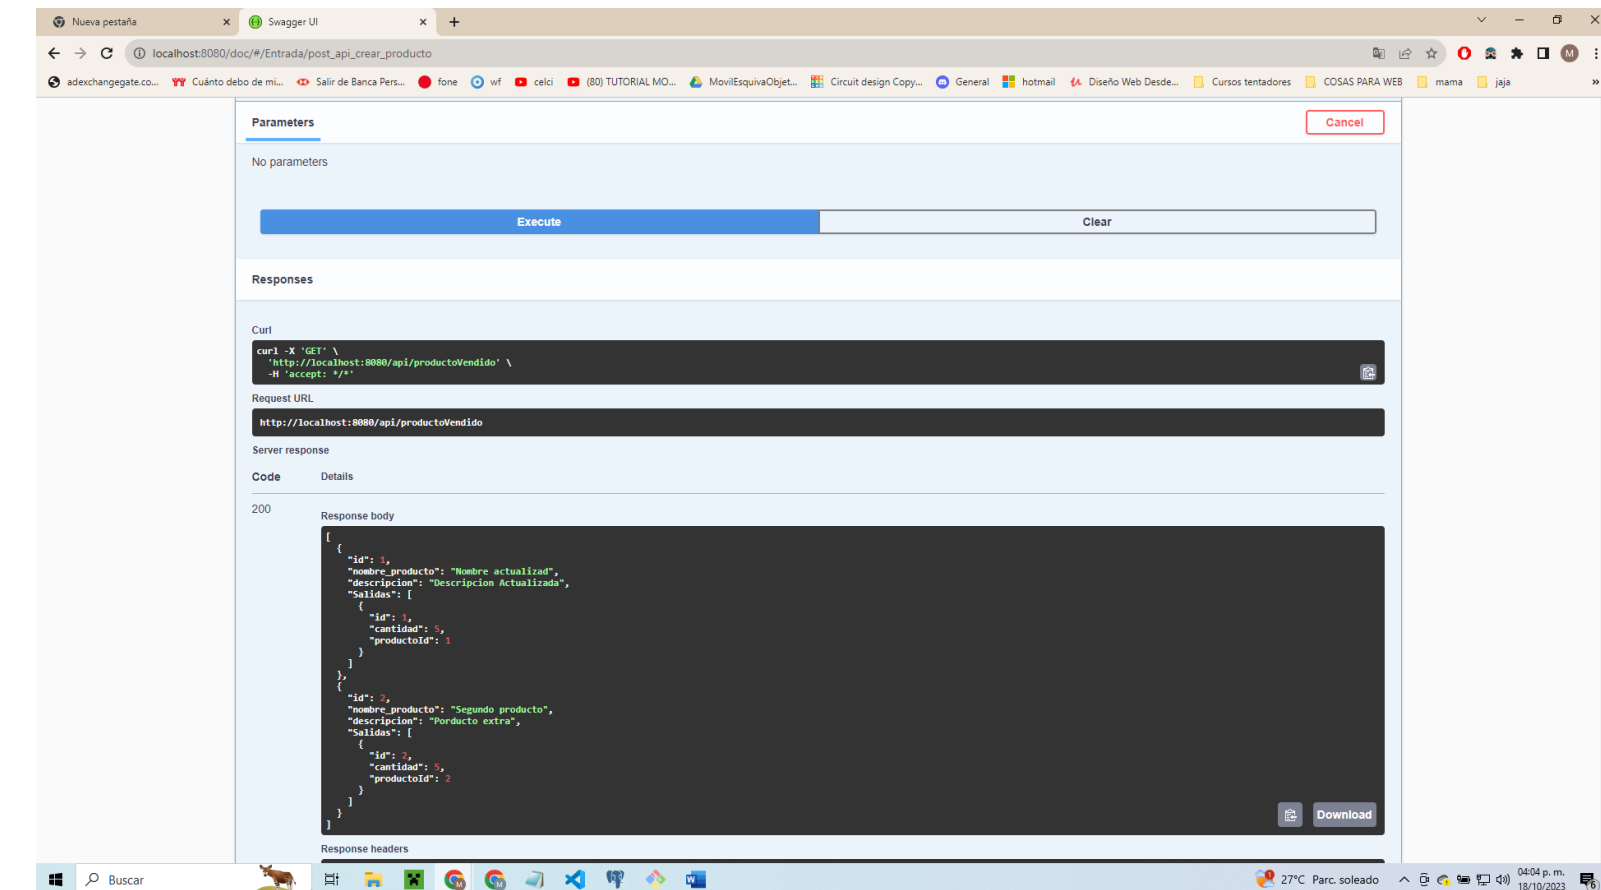 Nueva pestaña
Swagger UI
localhost:8080/doc/#/Entrada/post_api_crear_producto
adexchangegate.co... Cuánto debo de mi... Salir de Banca Pers... fone wf celci (80) TUTORIAL MO... MovilEsquivaObjet... Circuit design Copy... General hotmail Diseño Web Desde... Cursos tentadores COSAS PARA WEB mama jaja »
Parameters
Cancel
No parameters
Execute
Clear
Responses
Curl
curl -X 'GET' \
'http://localhost:8080/api/productoVendido' \
-H 'accept: */*'
Request URL
http://localhost:8080/api/productoVendido
Server response
Code Details
200
Response body
[
{
"id": 1,
"nombre_producto": "Nombre actualizad",
"descripcion": "Descripcion Actualizada",
"Salidas": [
{
"id": 1,
"cantidad": 5,
"productoId": 1
}
]
},
{
"id": 2,
"nombre_producto": "Segundo producto",
"descripcion": "Porducto extra",
"Salidas": [
{
"id": 2,
"cantidad": 5,
"productoId": 2
}
]
}
]
Download
Response headers
Buscar
27°C Parc. soleado
04:04 p. m.
18/10/2023